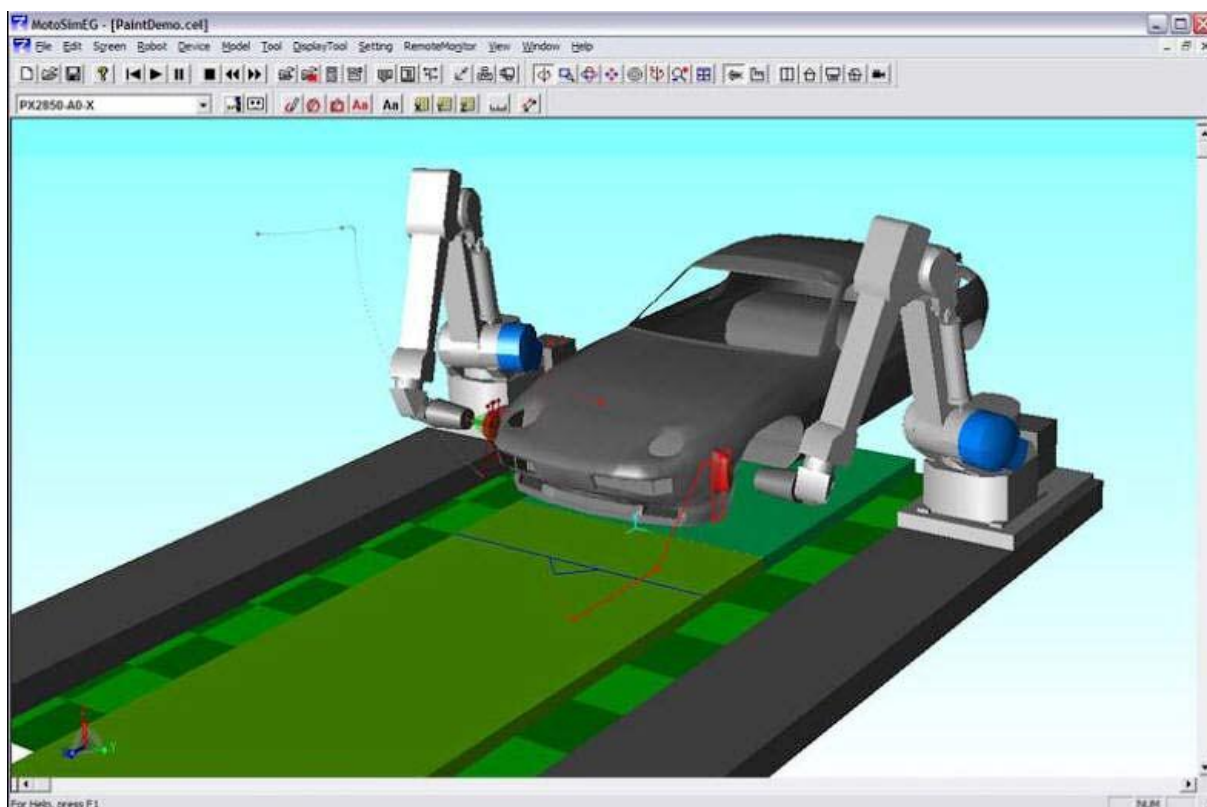 MotoSimEG - [PaintDemo.cel]
File Edit Screen Robot Device Model Tool DisplayTool Setting RemoteMonitor View Window Help
PX2850-A0-X
Aa Aa
Y
For Help, press F1
NUM